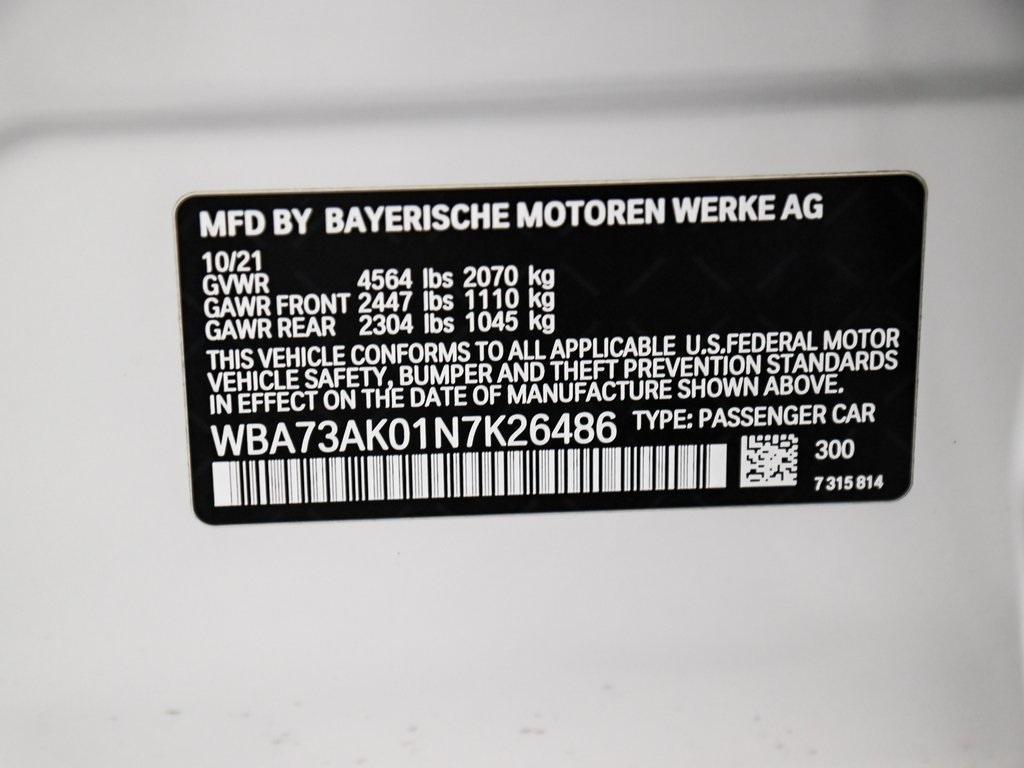 MFD BY BAYERISCHE MOTOREN WERKE AG
10/21
GVWR 4564 lbs 2070 kg
GAWR FRONT 2447 lbs 1110 kg
GAWR REAR 2304 lbs 1045 kg
THIS VEHICLE CONFORMS TO ALL APPLICABLE U.S.FEDERAL MOTOR
VEHICLE SAFETY, BUMPER AND THEFT PREVENTION STANDARDS
IN EFFECT ON THE DATE OF MANUFACTURE SHOWN ABOVE.
WBA73AK01N7K26486 TYPE: PASSENGER CAR
300
7 315 814